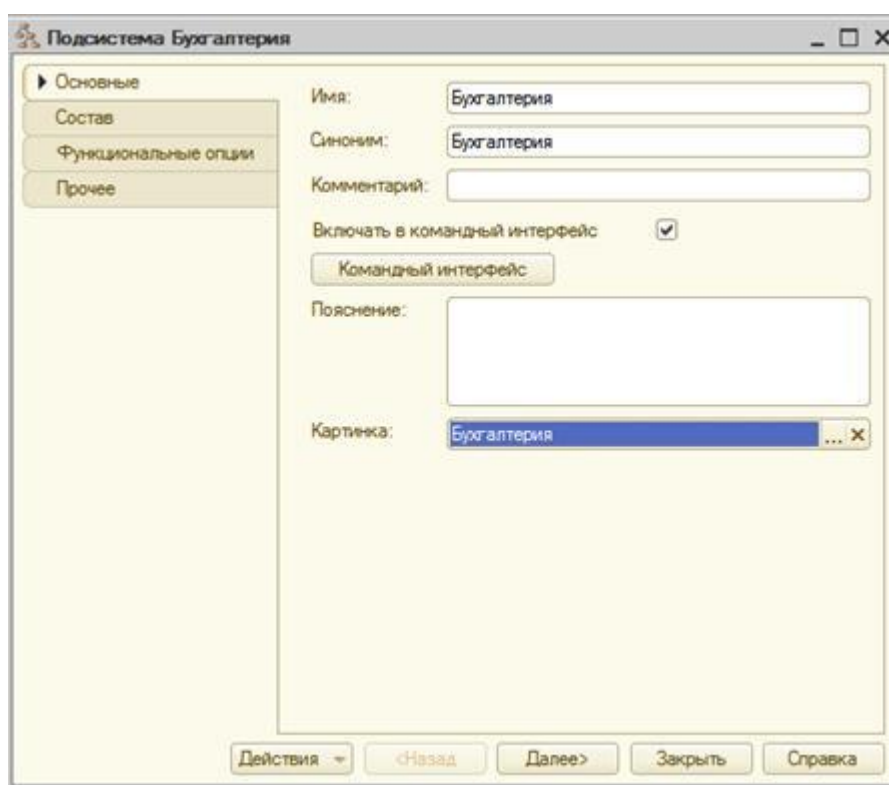 Подсистема Бухгалтерия
Основные
Состав
Функциональные опции
Прочее
Имя: Бухгалтерия
Синоним: Бухгалтерия
Комментарий:
Включать в командный интерфейс
Командный интерфейс
Пояснение:
Картинка: Бухгалтерия ...
Действия <Назад Далее> Закрыть Справка